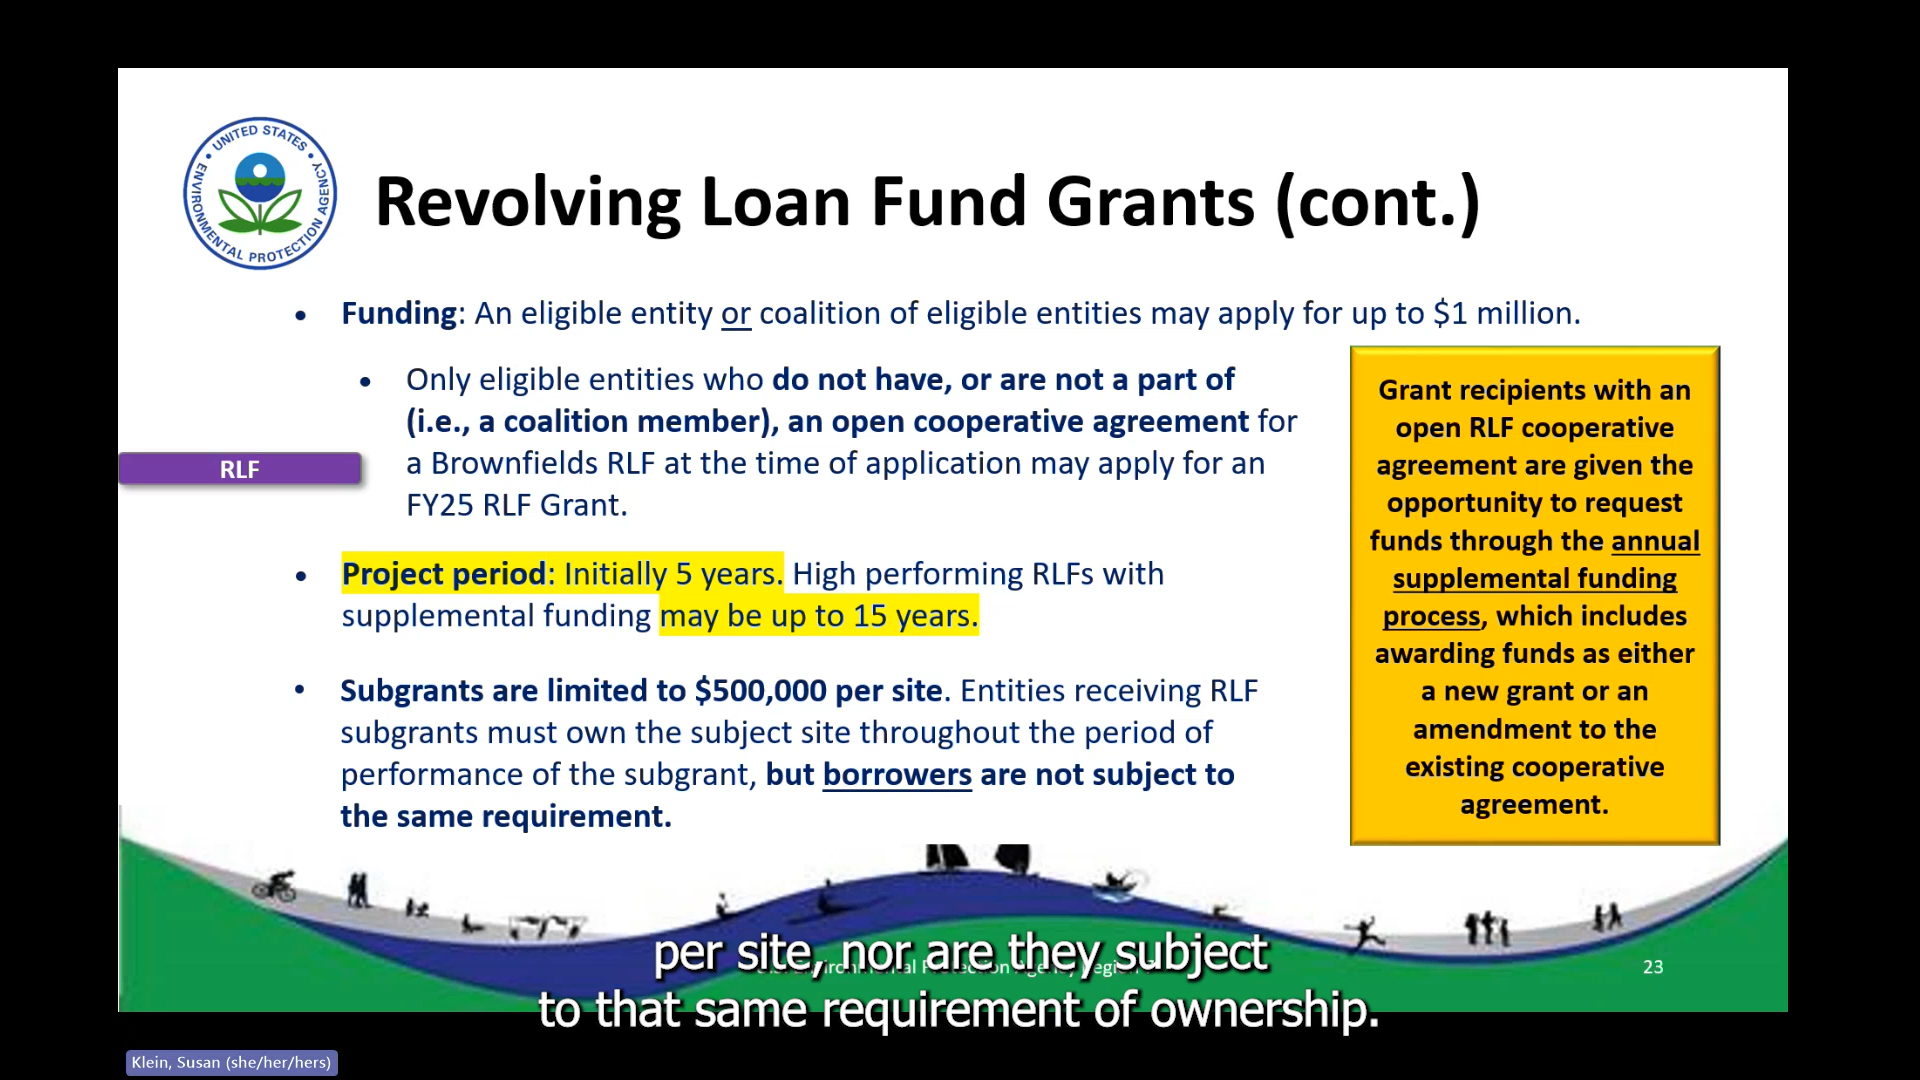 UNITED STATES
ENVIRONMENTAL PROTECTION AGENCY
Revolving Loan Fund Grants (cont.)
• Funding: An eligible entity or coalition of eligible entities may apply for up to $1 million.
• Only eligible entities who do not have, or are not a part of
(i.e., a coalition member), an open cooperative agreement for
a Brownfields RLF at the time of application may apply for an
FY25 RLF Grant.
RLF
• Project period: Initially 5 years. High performing RLFs with
supplemental funding may be up to 15 years.
• Subgrants are limited to $500,000 per site. Entities receiving RLF
subgrants must own the subject site throughout the period of
performance of the subgrant, but borrowers are not subject to
the same requirement.
Grant recipients with an
open RLF cooperative
agreement are given the
opportunity to request
funds through the annual
supplemental funding
process, which includes
awarding funds as either
a new grant or an
amendment to the
existing cooperative
agreement.
per site, nor are they subject
to that same requirement of ownership.
23
Klein, Susan (she/her/hers)